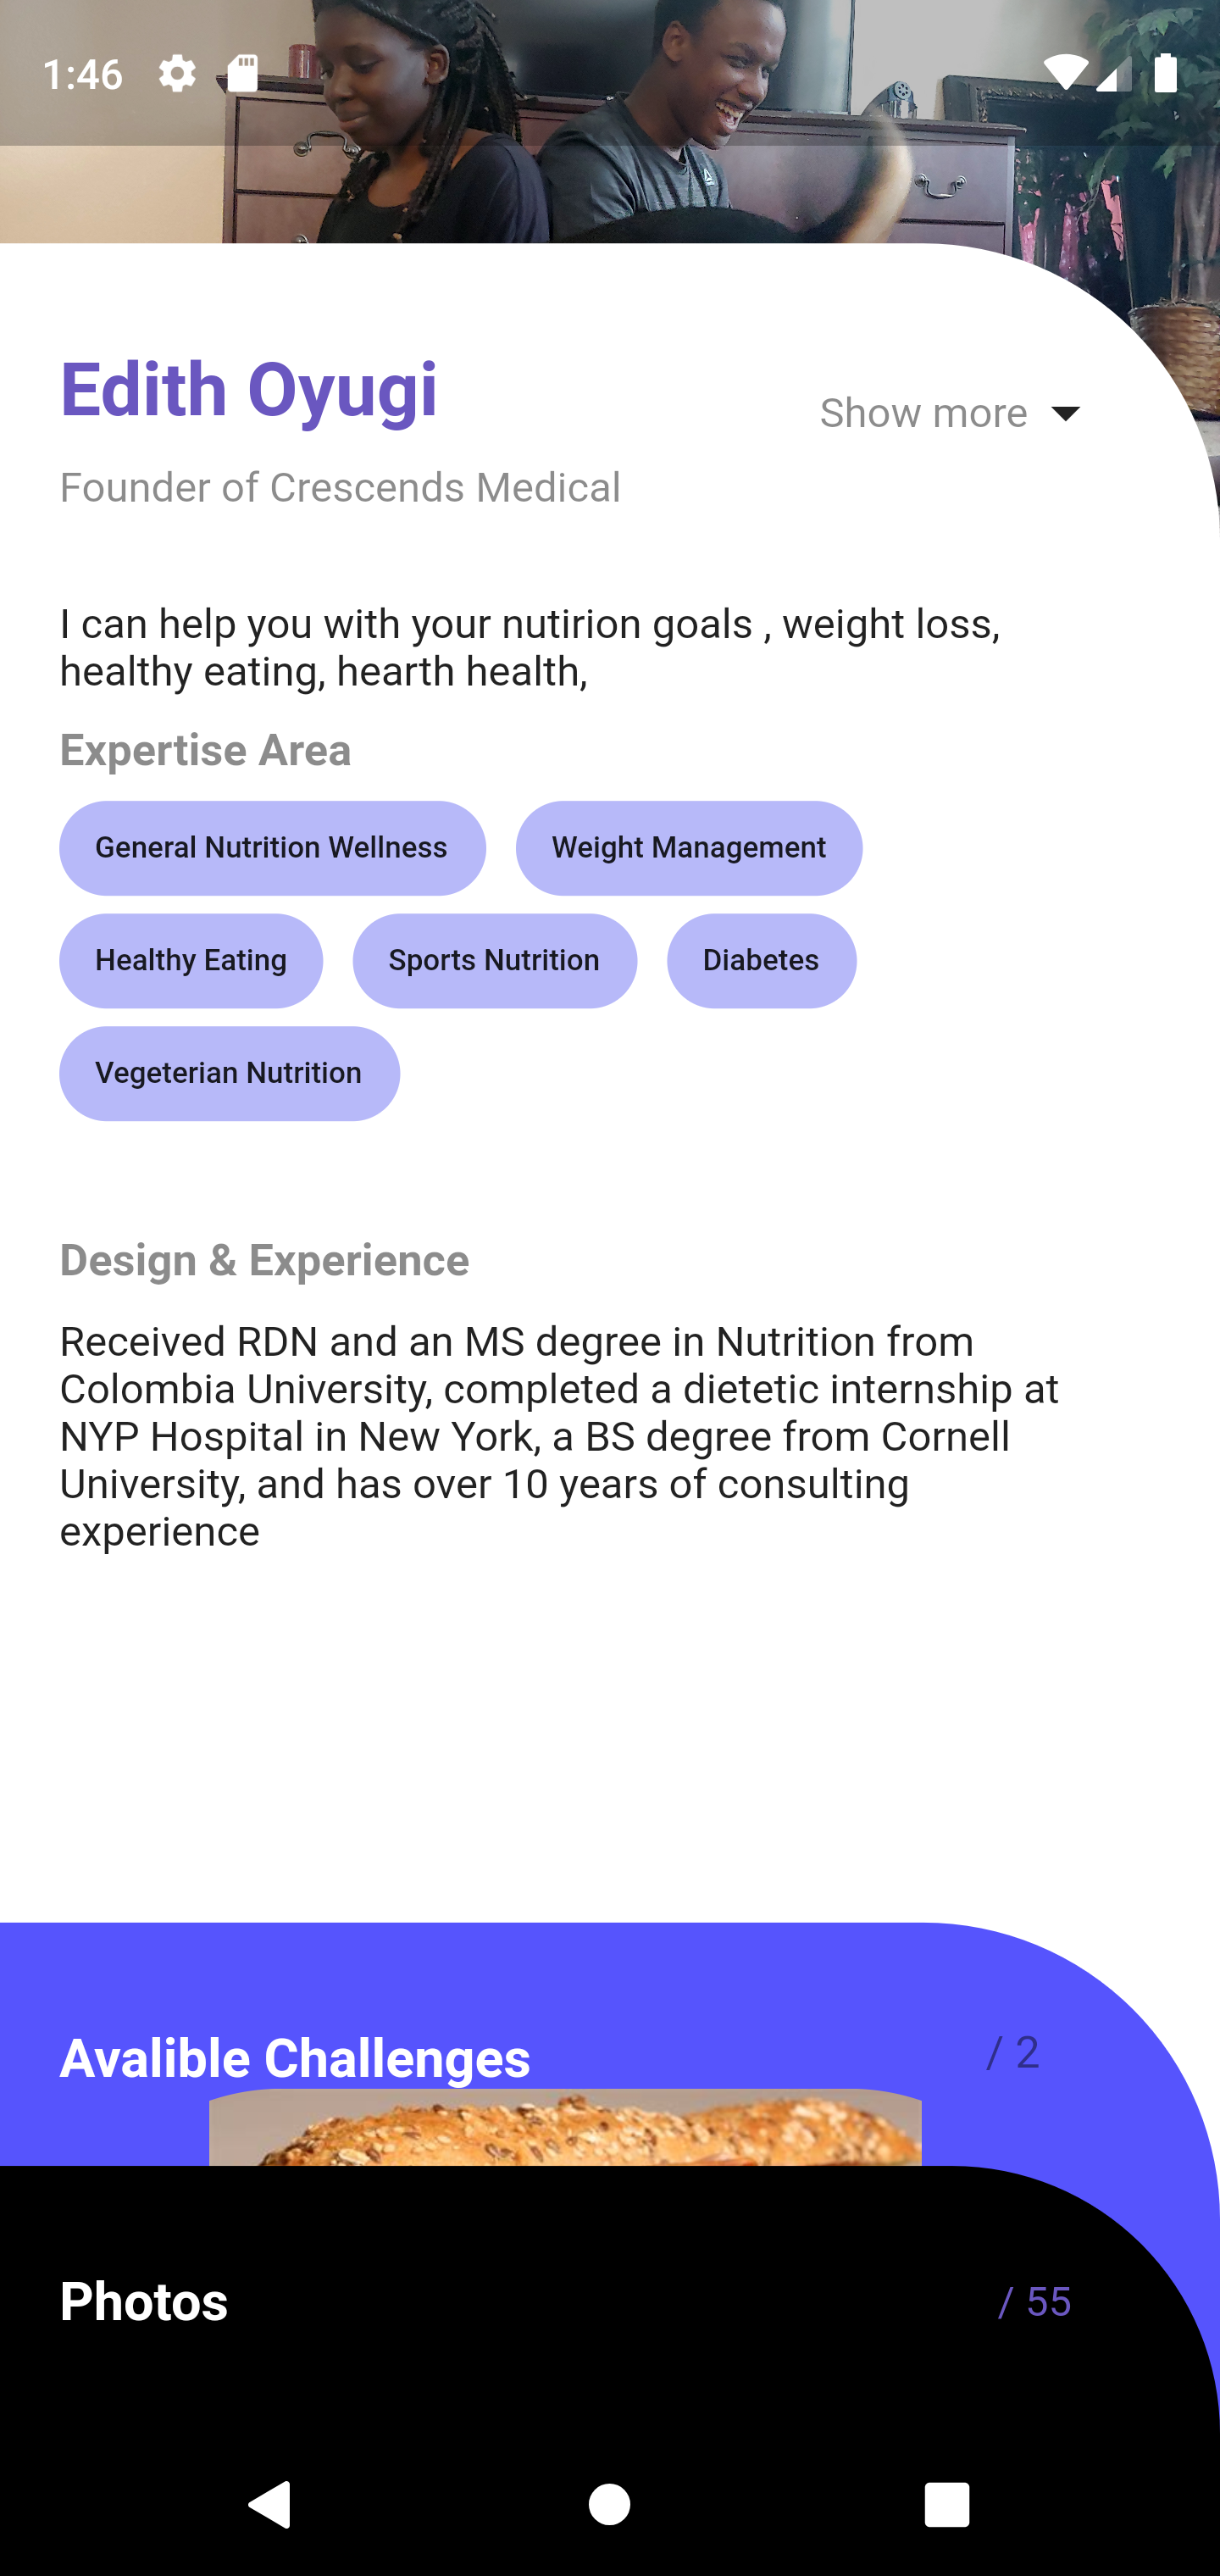 1:46
Edith Oyugi
Show more
Founder of Crescends Medical
I can help you with your nutirion goals , weight loss,
healthy eating, hearth health,
Expertise Area
General Nutrition Wellness
Weight Management
Healthy Eating
Sports Nutrition
Diabetes
Vegeterian Nutrition
Design & Experience
Received RDN and an MS degree in Nutrition from
Colombia University, completed a dietetic internship at
NYP Hospital in New York, a BS degree from Cornell
University, and has over 10 years of consulting
experience
Avalible Challenges
/ 2
Photos
/ 55